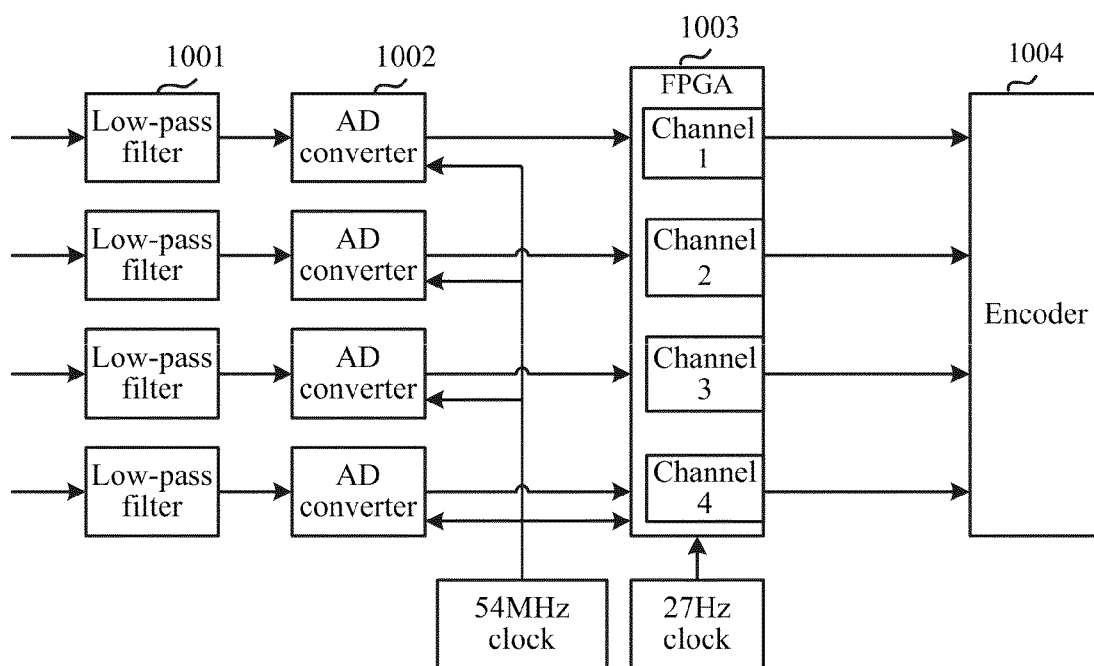 1001
1002
1003
1004
FPGA
Low-pass
filter
AD
converter
Channel
1
Low-pass
filter
AD
converter
Channel
2
Encoder
Low-pass
filter
AD
converter
Channel
3
Low-pass
filter
AD
converter
Channel
4
54MHz
clock
27Hz
clock